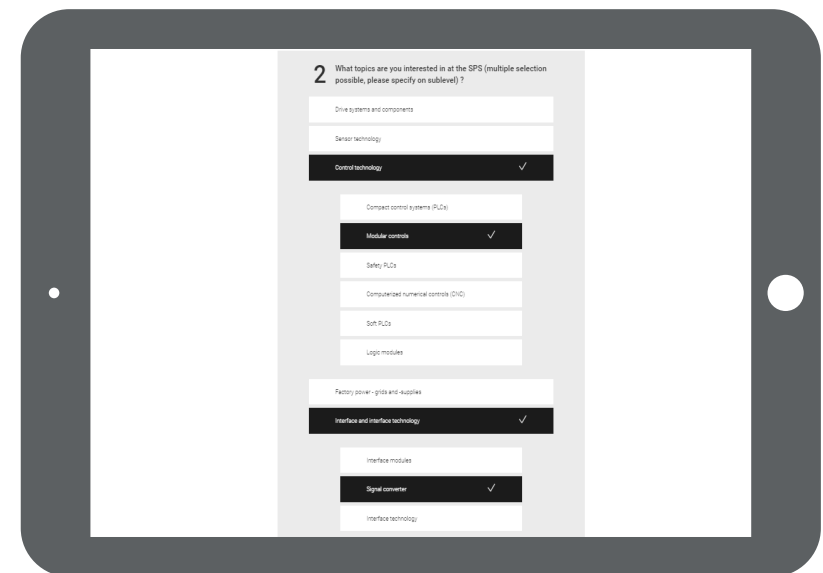 2 What topics are you interested in at the SPS (multiple selection
possible, please specify on sublevel) ?
Drive systems and components
Sensor technology
Control technology
Compact control systems (PLCs)
Modular controls
Safety PLCs
Computerized numerical controls (CNC)
Soft PLCs
Logic modules
Factory power - grids and -supplies
Interface and interface technology
Interface modules
Signal converter
Interface technology